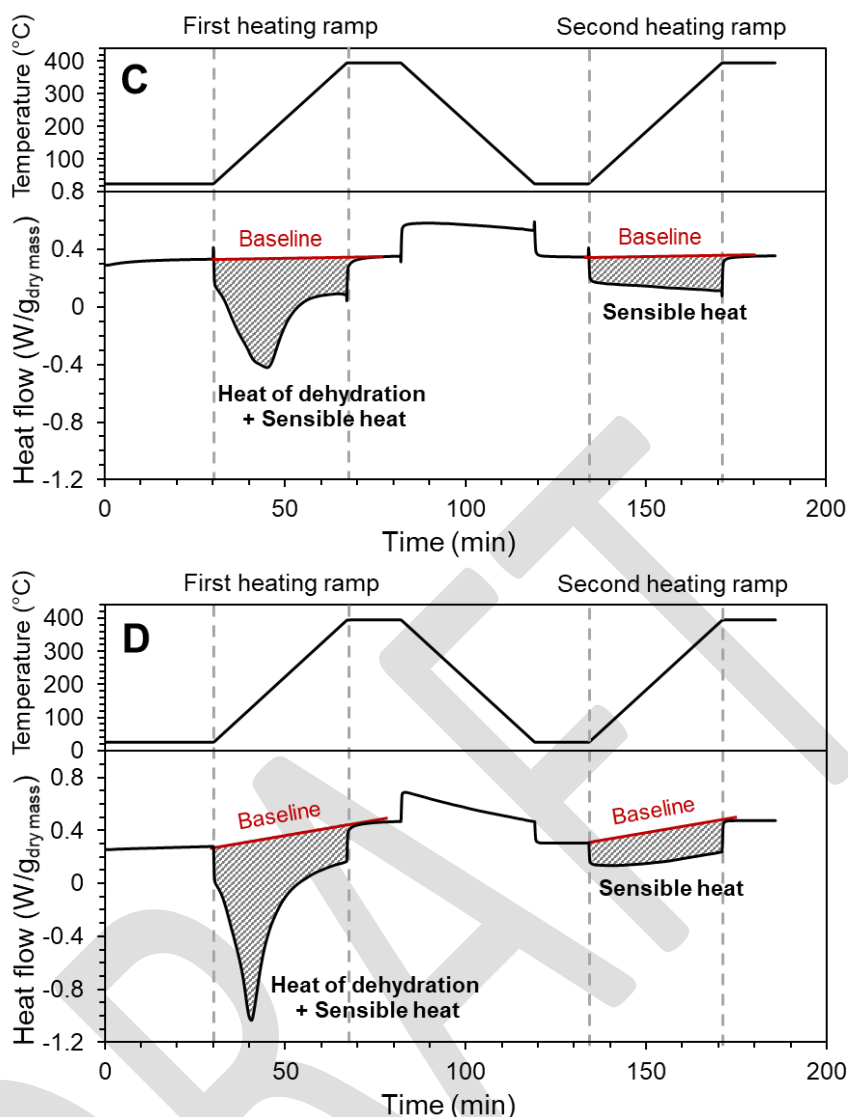 First heating ramp Second heating ramp
Temperature (°C)
400
300
200
100
C
Heat flow (W/g dry mass)
0.8
0.4
0
-0.4
-0.8
-1.2
Baseline Baseline
Sensible heat
Heat of dehydration
+ Sensible heat
0 50 100 150 200
Time (min)
First heating ramp Second heating ramp
Temperature (°C)
400
300
200
100
0
D
Heat flow (W/g dry mass)
0.8
0.4
0
-0.4
-0.8
-1.2
Baseline Baseline
Sensible heat
Heat of dehydration
+ Sensible heat
0 50 100 150 200
Time (min)
DRAFT